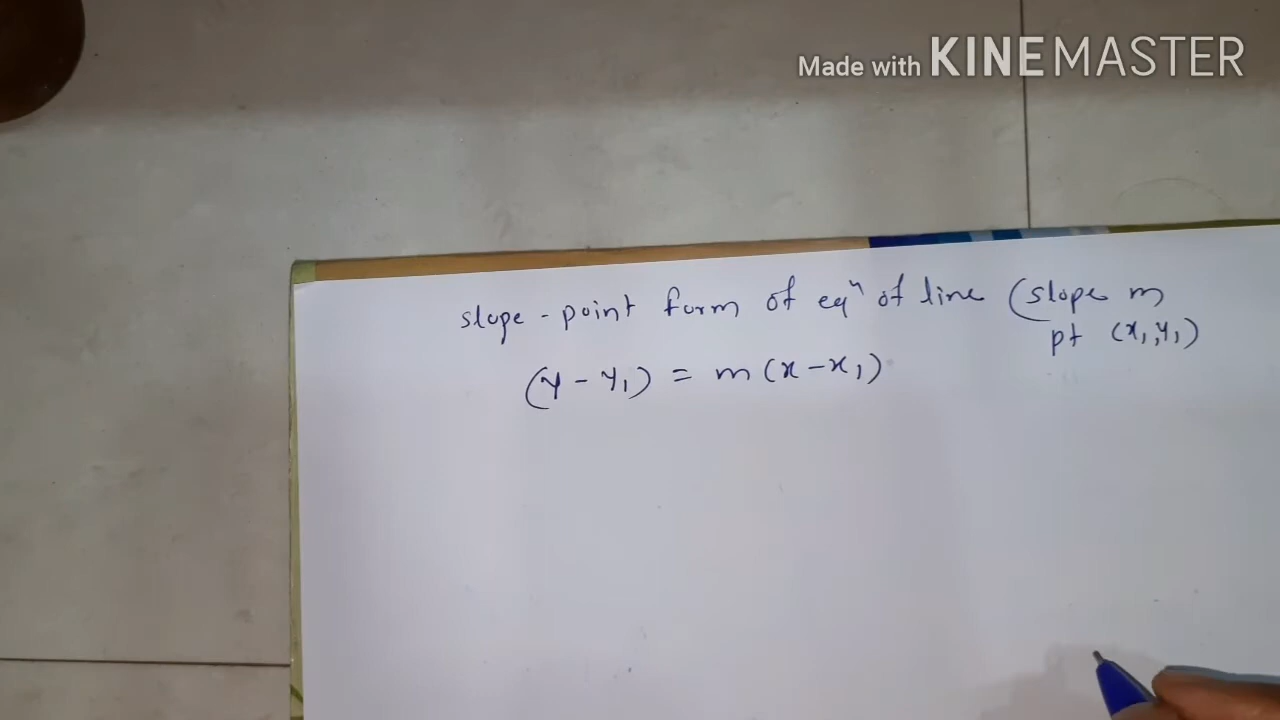 Made with KINEMASTER
slope - point form of eqⁿ of line (slope m
pt (x₁,y₁)
(y - y₁) = m(x - x₁)